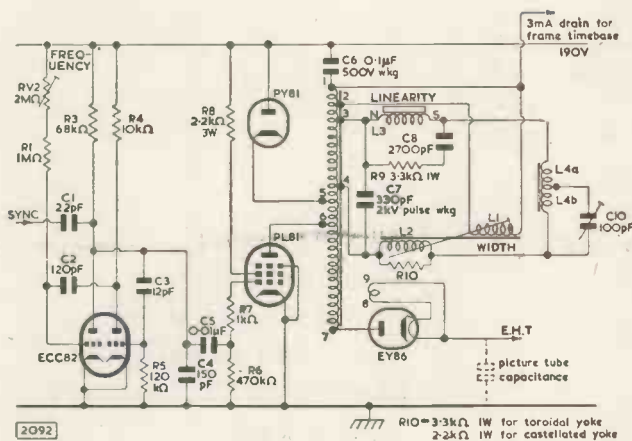 3mA drain for
frame timebase
190V
FREQ-
UENCY
RV2
2MΩ
R1
1MΩ
R3
68kΩ
R4
10kΩ
C1
22pF
SYNC
C2
120pF
C3
12pF
ECC82
R5
120
kΩ
C4
150
pF
C5
0·01μF
R6
470kΩ
R7
1kΩ
R8
2·2kΩ
3W
PY81
PL81
C6 0·1μF
500V wkg
1
2
3
4
5
6
7
LINEARITY
N
S
L3
C8
2700pF
R9 3·3kΩ 1W
C7
330pF
2kV pulse wkg
L2
L1
WIDTH
R10
L4a
L4b
C10
100pF
9
8
EY86
E.H.T
picture tube
capacitance
2092
R10=3·3kΩ 1W for toroidal yoke
2·2kΩ 1W for castellated yoke